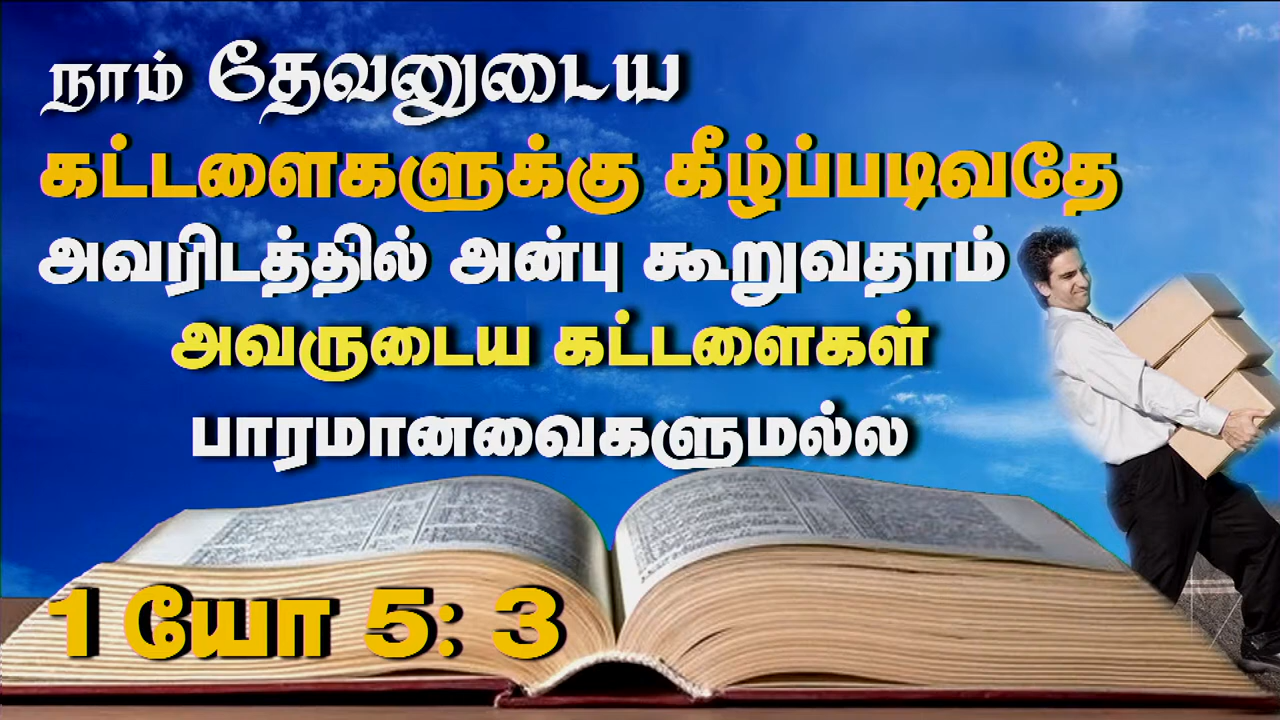 நாம் தேவனுடைய
கட்டளைகளுக்கு கீழ்ப்படிவதே
அவரிடத்தில் அன்பு கூறுவதாம்
அவருடைய கட்டளைகள்
பாரமானவைகளுமல்ல
1 யோ 5: 3